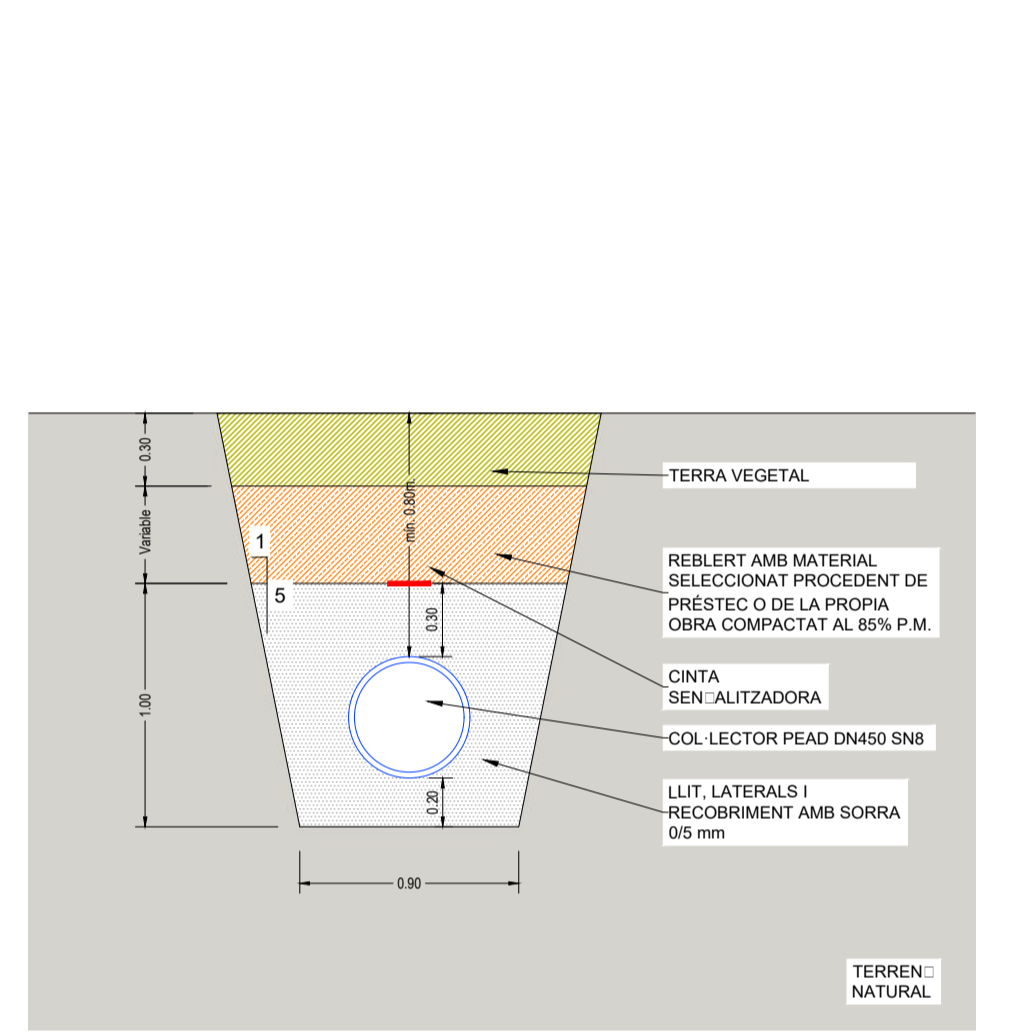 0.30
Variable
1.00
min. 0.80m.
1
5
0.30
0.20
0.90
TERRA VEGETAL
REBLERT AMB MATERIAL
SELECCIONAT PROCEDENT DE
PRÉSTEC O DE LA PROPIA
OBRA COMPACTAT AL 85% P.M.
CINTA
SEN□ALITZADORA
COL·LECTOR PEAD DN450 SN8
LLIT, LATERALS I
RECOBRIMENT AMB SORRA
0/5 mm
TERREN□
NATURAL